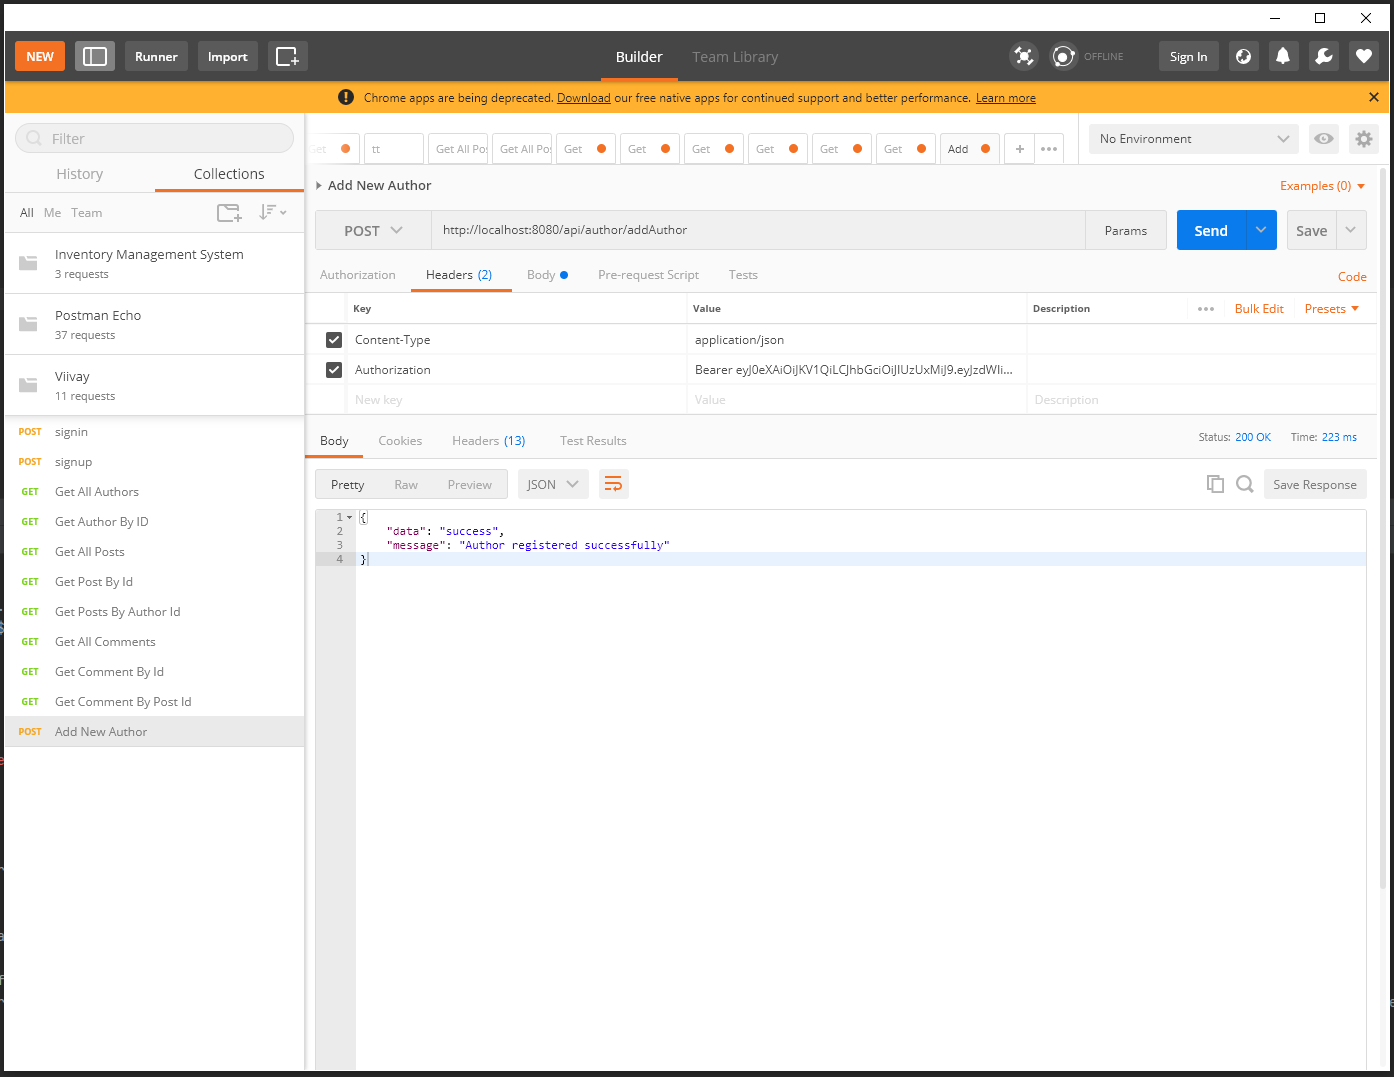 NEW Runner Import Builder Team Library OFFLINE Sign In
Chrome apps are being deprecated. Download our free native apps for continued support and better performance. Learn more
Filter
History Collections
All Me Team
Inventory Management System
3 requests
Postman Echo
37 requests
Viivay
11 requests
POST signin
POST signup
GET Get All Authors
GET Get Author By ID
GET Get All Posts
GET Get Post By Id
GET Get Posts By Author Id
GET Get All Comments
GET Get Comment By Id
GET Get Comment By Post Id
POST Add New Author
Get tt Get All Pos Get All Pos Get Get Get Get Get Get Add + No Environment
Add New Author Examples (0)
POST http://localhost:8080/api/author/addAuthor Params Send Save
Authorization Headers (2) Body Pre-request Script Tests Code
Key Value Description Bulk Edit Presets
Content-Type application/json
Authorization Bearer eyJ0eXAiOiJKV1QiLCJhbGciOiJIUzUxMiJ9.eyJzdWIi...
New key Value Description
Body Cookies Headers (13) Test Results Status: 200 OK Time: 223 ms
Pretty Raw Preview JSON Save Response
1 {
2 "data": "success",
3 "message": "Author registered successfully"
4 }